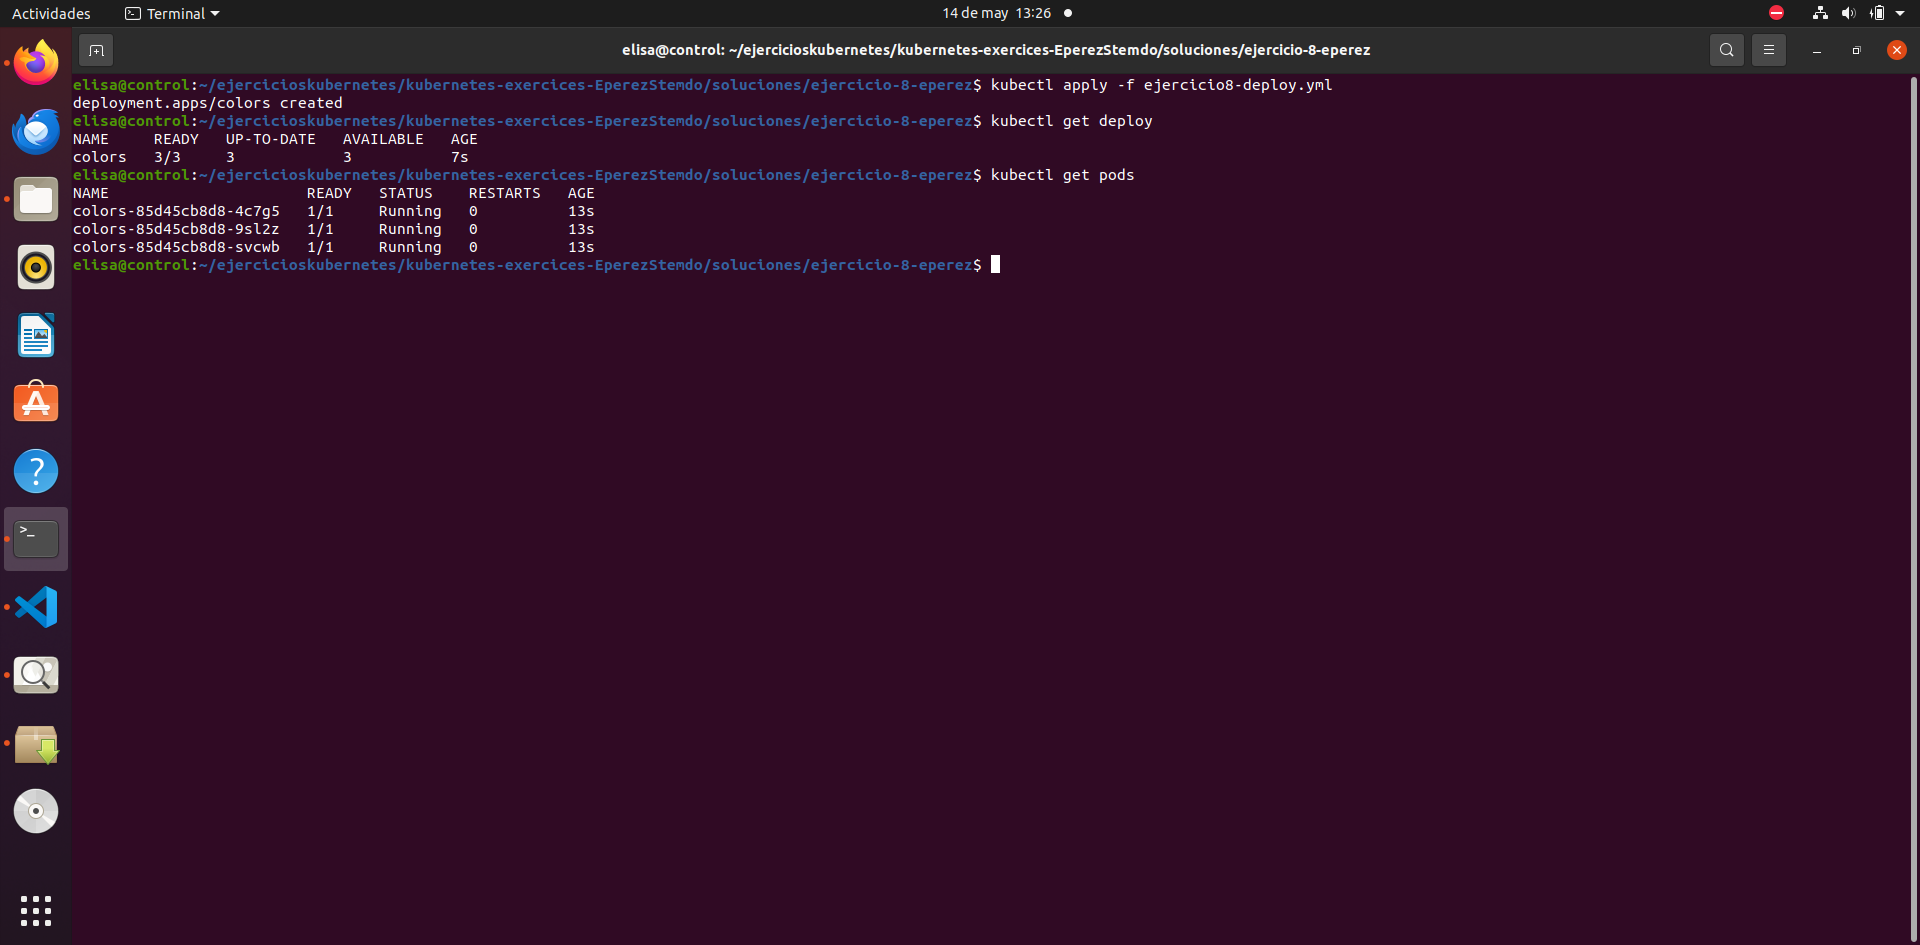 Actividades Terminal 14 de may 13:26
elisa@control: ~/ejercicioskubernetes/kubernetes-exercices-EperezStemdo/soluciones/ejercicio-8-eperez
elisa@control:~/ejercicioskubernetes/kubernetes-exercices-EperezStemdo/soluciones/ejercicio-8-eperez$ kubectl apply -f ejercicio8-deploy.yml
deployment.apps/colors created
elisa@control:~/ejercicioskubernetes/kubernetes-exercices-EperezStemdo/soluciones/ejercicio-8-eperez$ kubectl get deploy
NAME     READY   UP-TO-DATE   AVAILABLE   AGE
colors   3/3     3            3           7s
elisa@control:~/ejercicioskubernetes/kubernetes-exercices-EperezStemdo/soluciones/ejercicio-8-eperez$ kubectl get pods
NAME                      READY   STATUS    RESTARTS   AGE
colors-85d45cb8d8-4c7g5   1/1     Running   0          13s
colors-85d45cb8d8-9sl2z   1/1     Running   0          13s
colors-85d45cb8d8-svcwb   1/1     Running   0          13s
elisa@control:~/ejercicioskubernetes/kubernetes-exercices-EperezStemdo/soluciones/ejercicio-8-eperez$